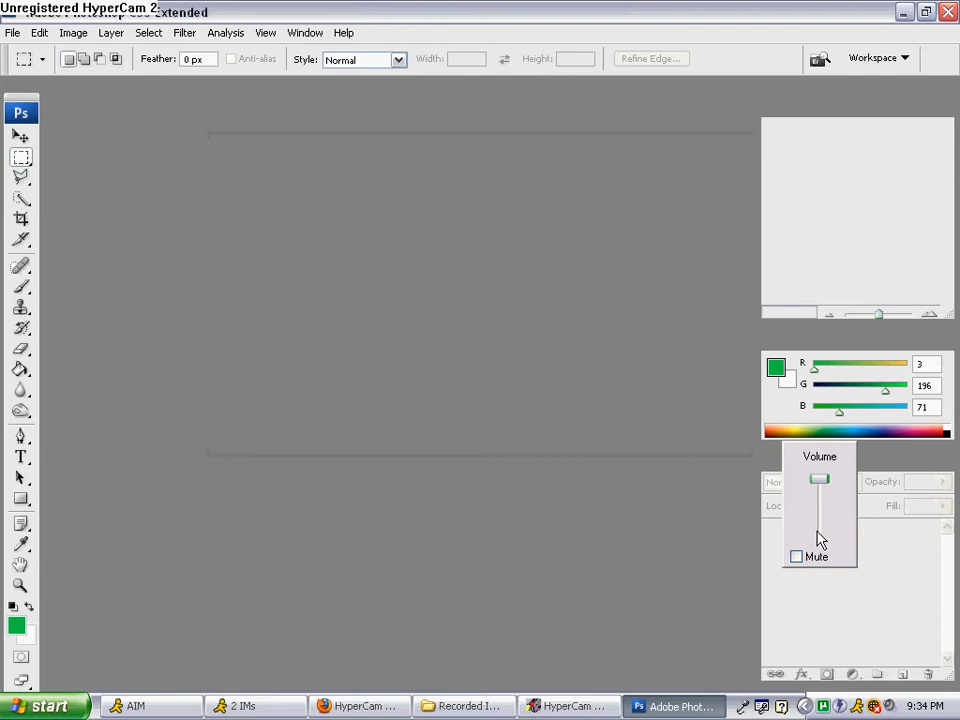 Unregistered HyperCam 2
Adobe Photoshop CS3 Extended
File Edit Image Layer Select Filter Analysis View Window Help
Feather: 0 px Anti-alias Style: Normal Width: Height: Refine Edge... Workspace
Ps
R 3
G 196
B 71
Volume
Nor Opacity:
Loc Fill:
Mute
T
start AIM 2 IMs HyperCam ... Recorded I... HyperCam ... Ps Adobe Phot... 9:34 PM